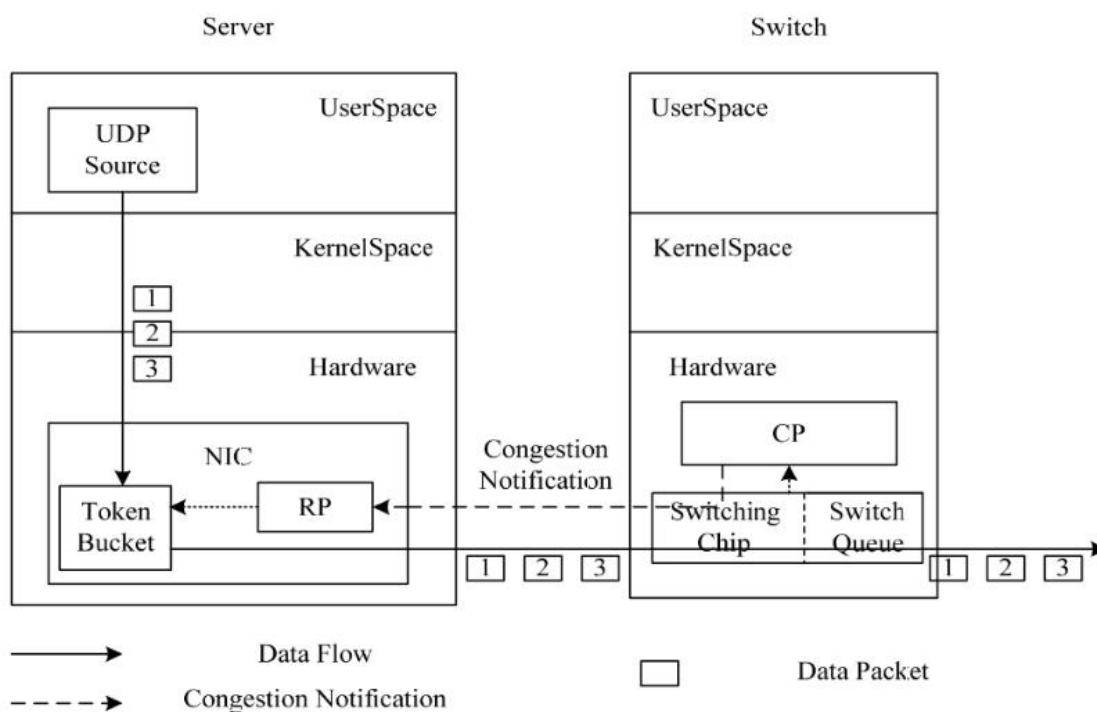 Server
Switch
UserSpace
UDP
Source
UserSpace
KernelSpace
KernelSpace
1
2
3
Hardware
Hardware
NIC
Token
Bucket
RP
Congestion
Notification
CP
Switching
Chip
Switch
Queue
1 2 3
1 2 3
Data Flow
Congestion Notification
Data Packet